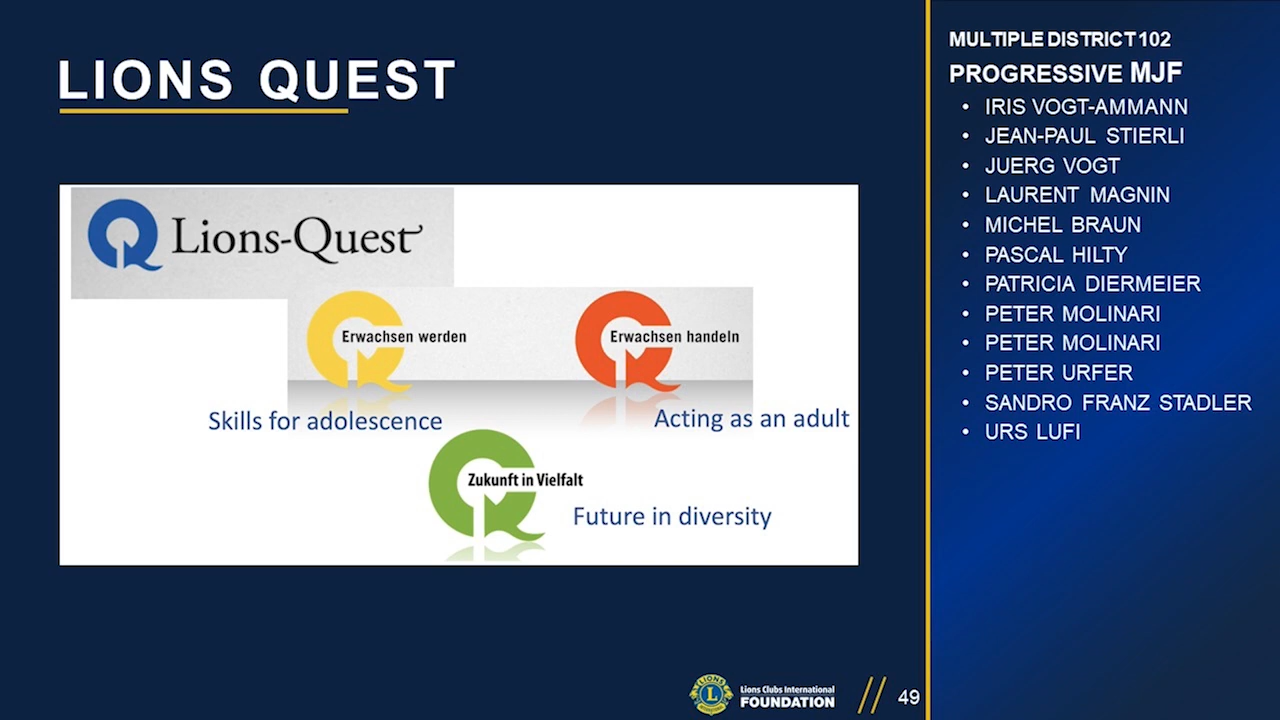 LIONS QUEST
Lions-Quest
Erwachsen werden
Erwachsen handeln
Skills for adolescence
Acting as an adult
Zukunft in Vielfalt
Future in diversity
LIONS
L
INTERNATIONAL
Lions Clubs International
FOUNDATION
49
MULTIPLE DISTRICT 102
PROGRESSIVE MJF
• IRIS VOGT-AMMANN
• JEAN-PAUL STIERLI
• JUERG VOGT
• LAURENT MAGNIN
• MICHEL BRAUN
• PASCAL HILTY
• PATRICIA DIERMEIER
• PETER MOLINARI
• PETER MOLINARI
• PETER URFER
• SANDRO FRANZ STADLER
• URS LUFI